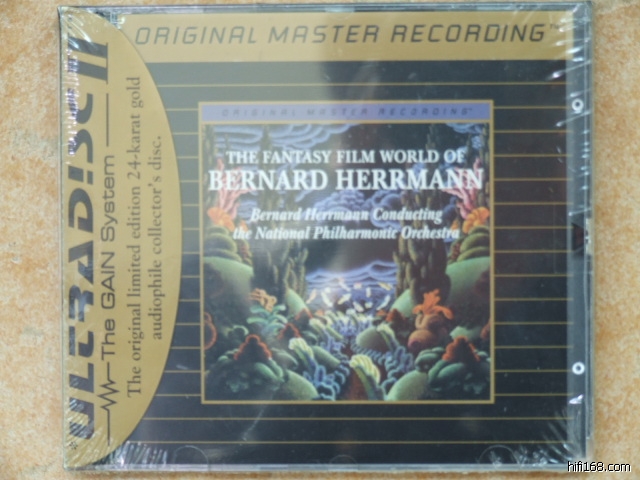 ORIGINAL MASTER RECORDING™
ULTRADISC II
The GAIN System
The original limited edition 24-karat gold
audiophile collector's disc.
ORIGINAL MASTER RECORDING™
THE FANTASY FILM WORLD OF
BERNARD HERRMANN
Bernard Herrmann Conducting
the National Philharmonic Orchestra
hifi168.com